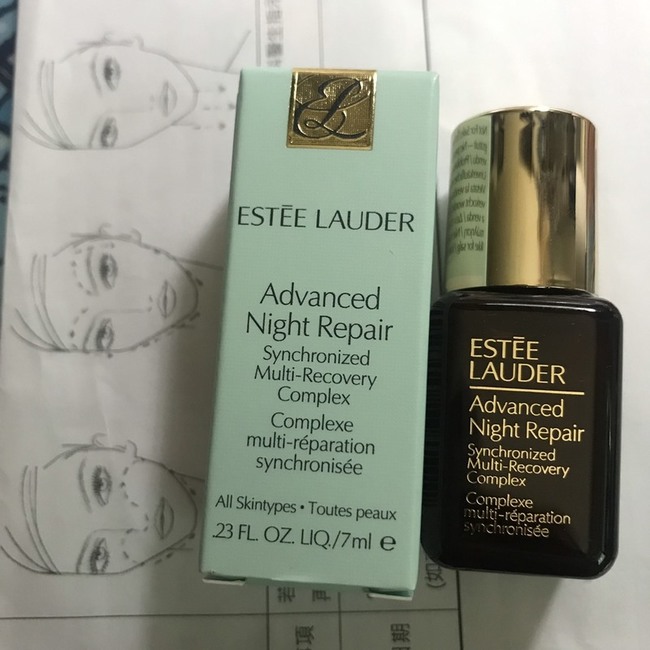 ESTĒE LAUDER
Advanced
Night Repair
Synchronized
Multi-Recovery
Complex
Complexe
multi-réparation
synchronisée
All Skintypes • Toutes peaux
.23 FL. OZ. LIQ./7ml e
ESTĒE
LAUDER
Advanced
Night Repair
Synchronized
Multi-Recovery
Complex
Complexe
multi-réparation
synchronisée